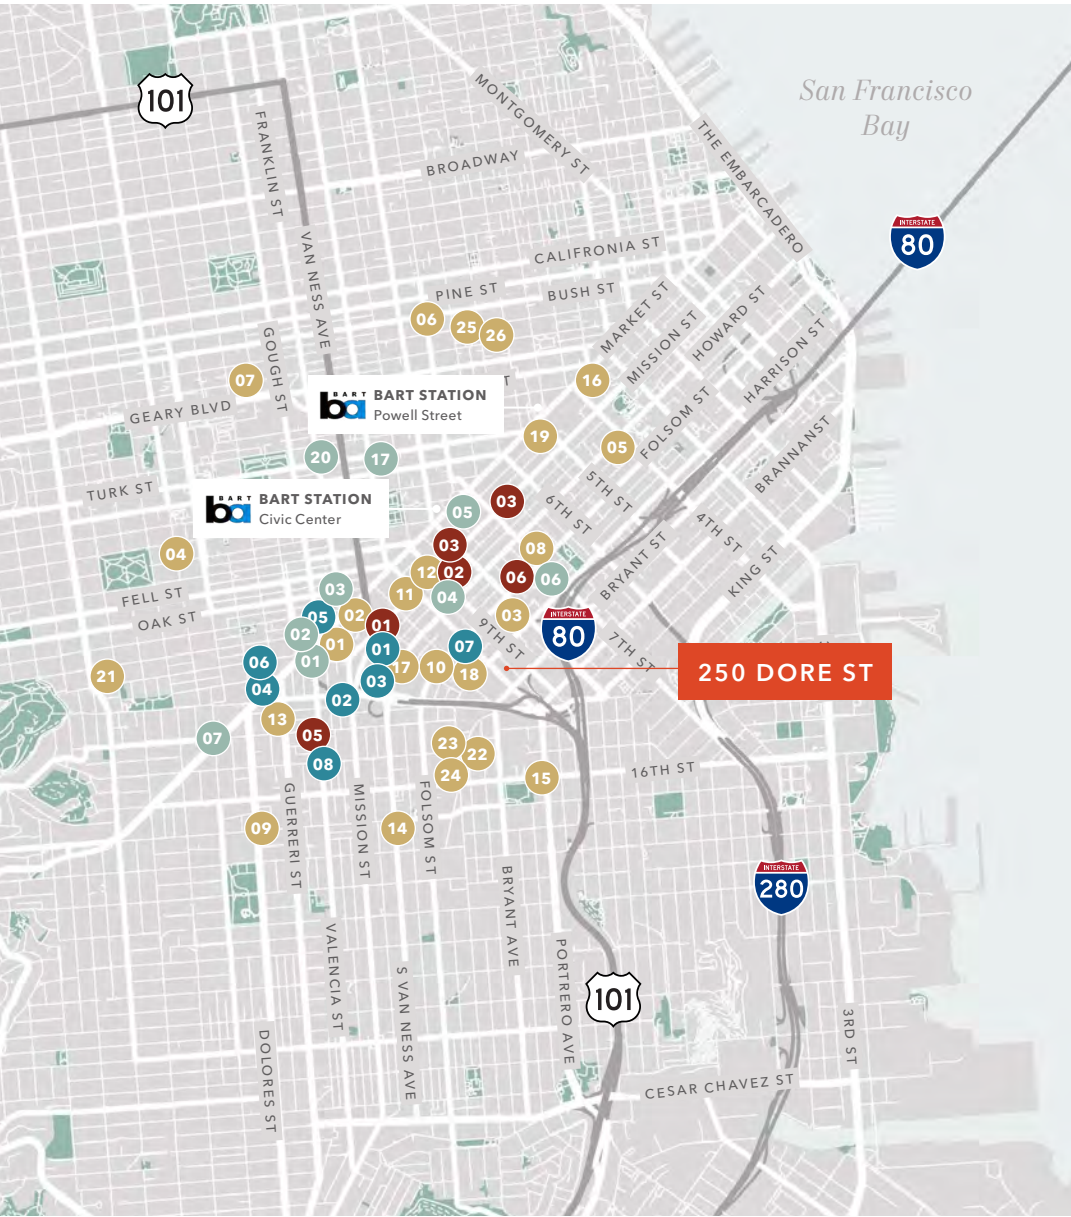 San Francisco
Bay
101
MONTGOMERY ST
FRANKLIN ST
THE EMBARCADERO
BROADWAY
INTERSTATE
80
VAN NESS AVE
CALIFRONIA ST
PINE ST
BUSH ST
MARKET ST
MISSION ST
HOWARD ST
HARRISON ST
06
25
26
GOUGH ST
07
16
T
BART
ba
BART STATION
Powell Street
GEARY BLVD
FOLSOM ST
19
05
BRANNANST
20
17
TURK ST
BART
ba
BART STATION
Civic Center
5TH ST
03
05
6TH ST
4TH ST
03
08
04
BRYANT ST
KING ST
12
02
06
06
FELL ST
03
11
04
OAK ST
05
02
01
03
INTERSTATE
80
9TH ST
7TH ST
02
01
01
07
06
01
17
10
18
250 DORE ST
21
04
03
02
13
05
07
08
23
22
24
15
16TH ST
GUERRERI ST
MISSION ST
FOLSOM ST
09
14
BRYANT AVE
INTERSTATE
280
VALENCIA ST
S VAN NESS AVE
PORTRERO AVE
101
3RD ST
DOLORES ST
CESAR CHAVEZ ST